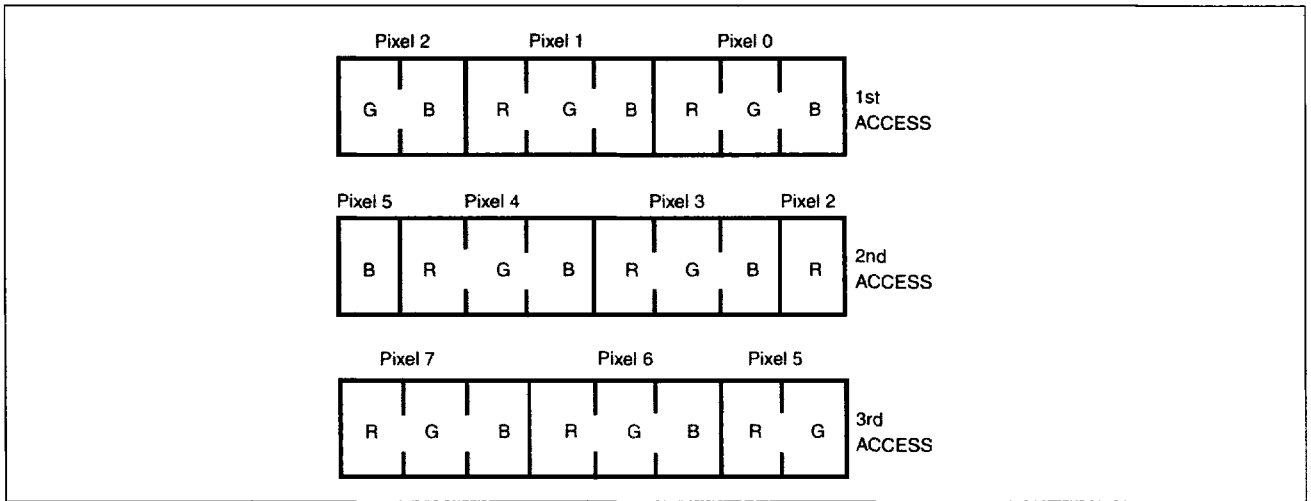 Pixel 2 Pixel 1 Pixel 0
G B R G B R G B
1st
ACCESS
Pixel 5 Pixel 4 Pixel 3 Pixel 2
B R G B R G B R
2nd
ACCESS
Pixel 7 Pixel 6 Pixel 5
R G B R G B R G
3rd
ACCESS